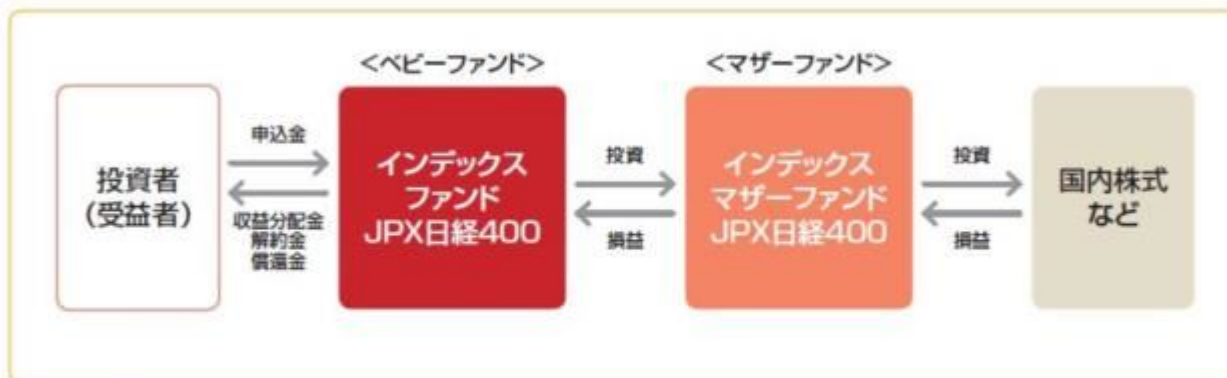 <ベビーファンド>
<マザーファンド>
投資者
(受益者)
申込金
収益分配金
解約金
償還金
インデックス
ファンド
JPX日経400
投資
損益
インデックス
マザーファンド
JPX日経400
投資
損益
国内株式
など